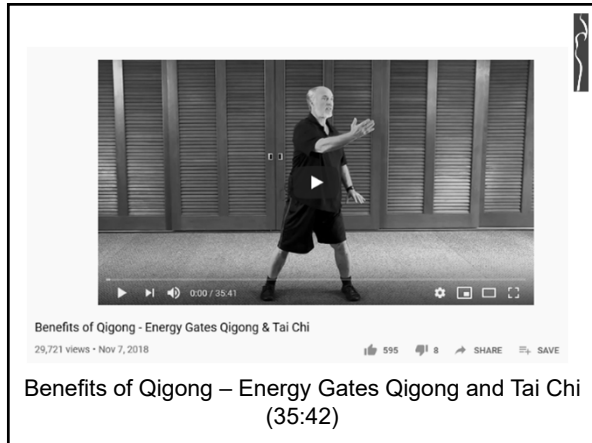 0:00 / 35:41
Benefits of Qigong - Energy Gates Qigong & Tai Chi
29,721 views • Nov 7, 2018 595 8 SHARE SAVE
Benefits of Qigong – Energy Gates Qigong and Tai Chi
(35:42)